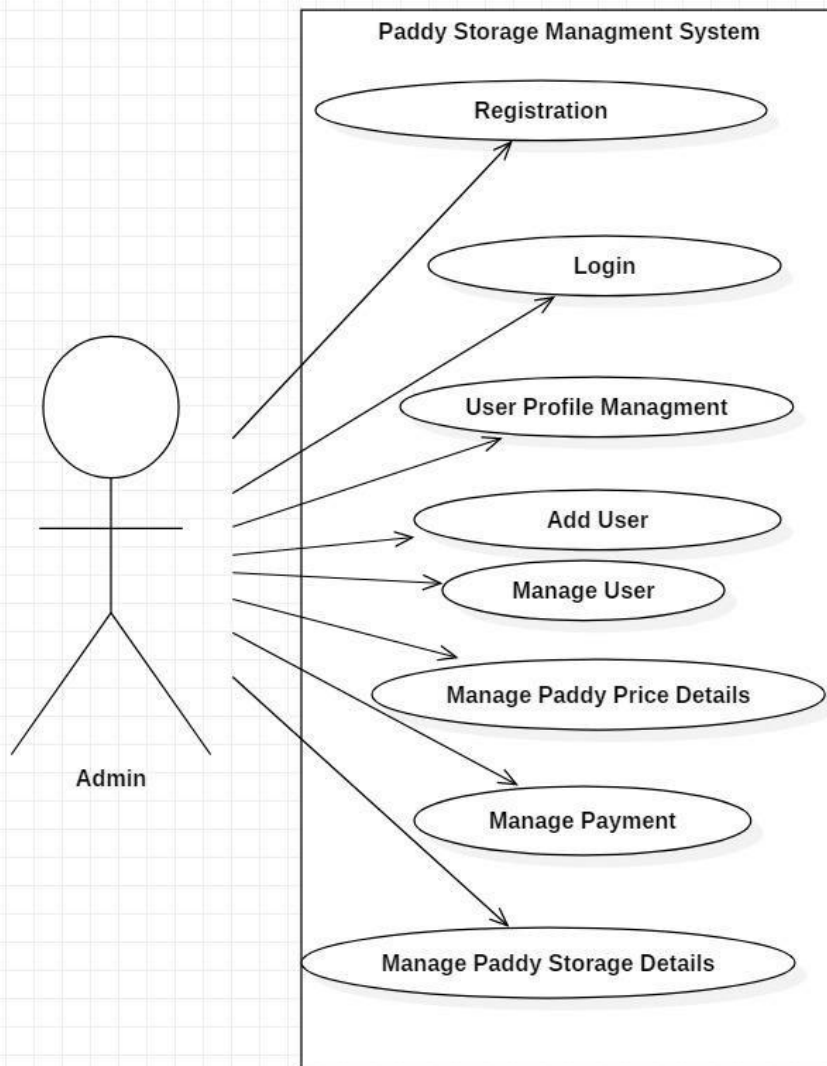 Paddy Storage Managment System
Registration
Login
User Profile Managment
Add User
Manage User
Manage Paddy Price Details
Admin
Manage Payment
Manage Paddy Storage Details